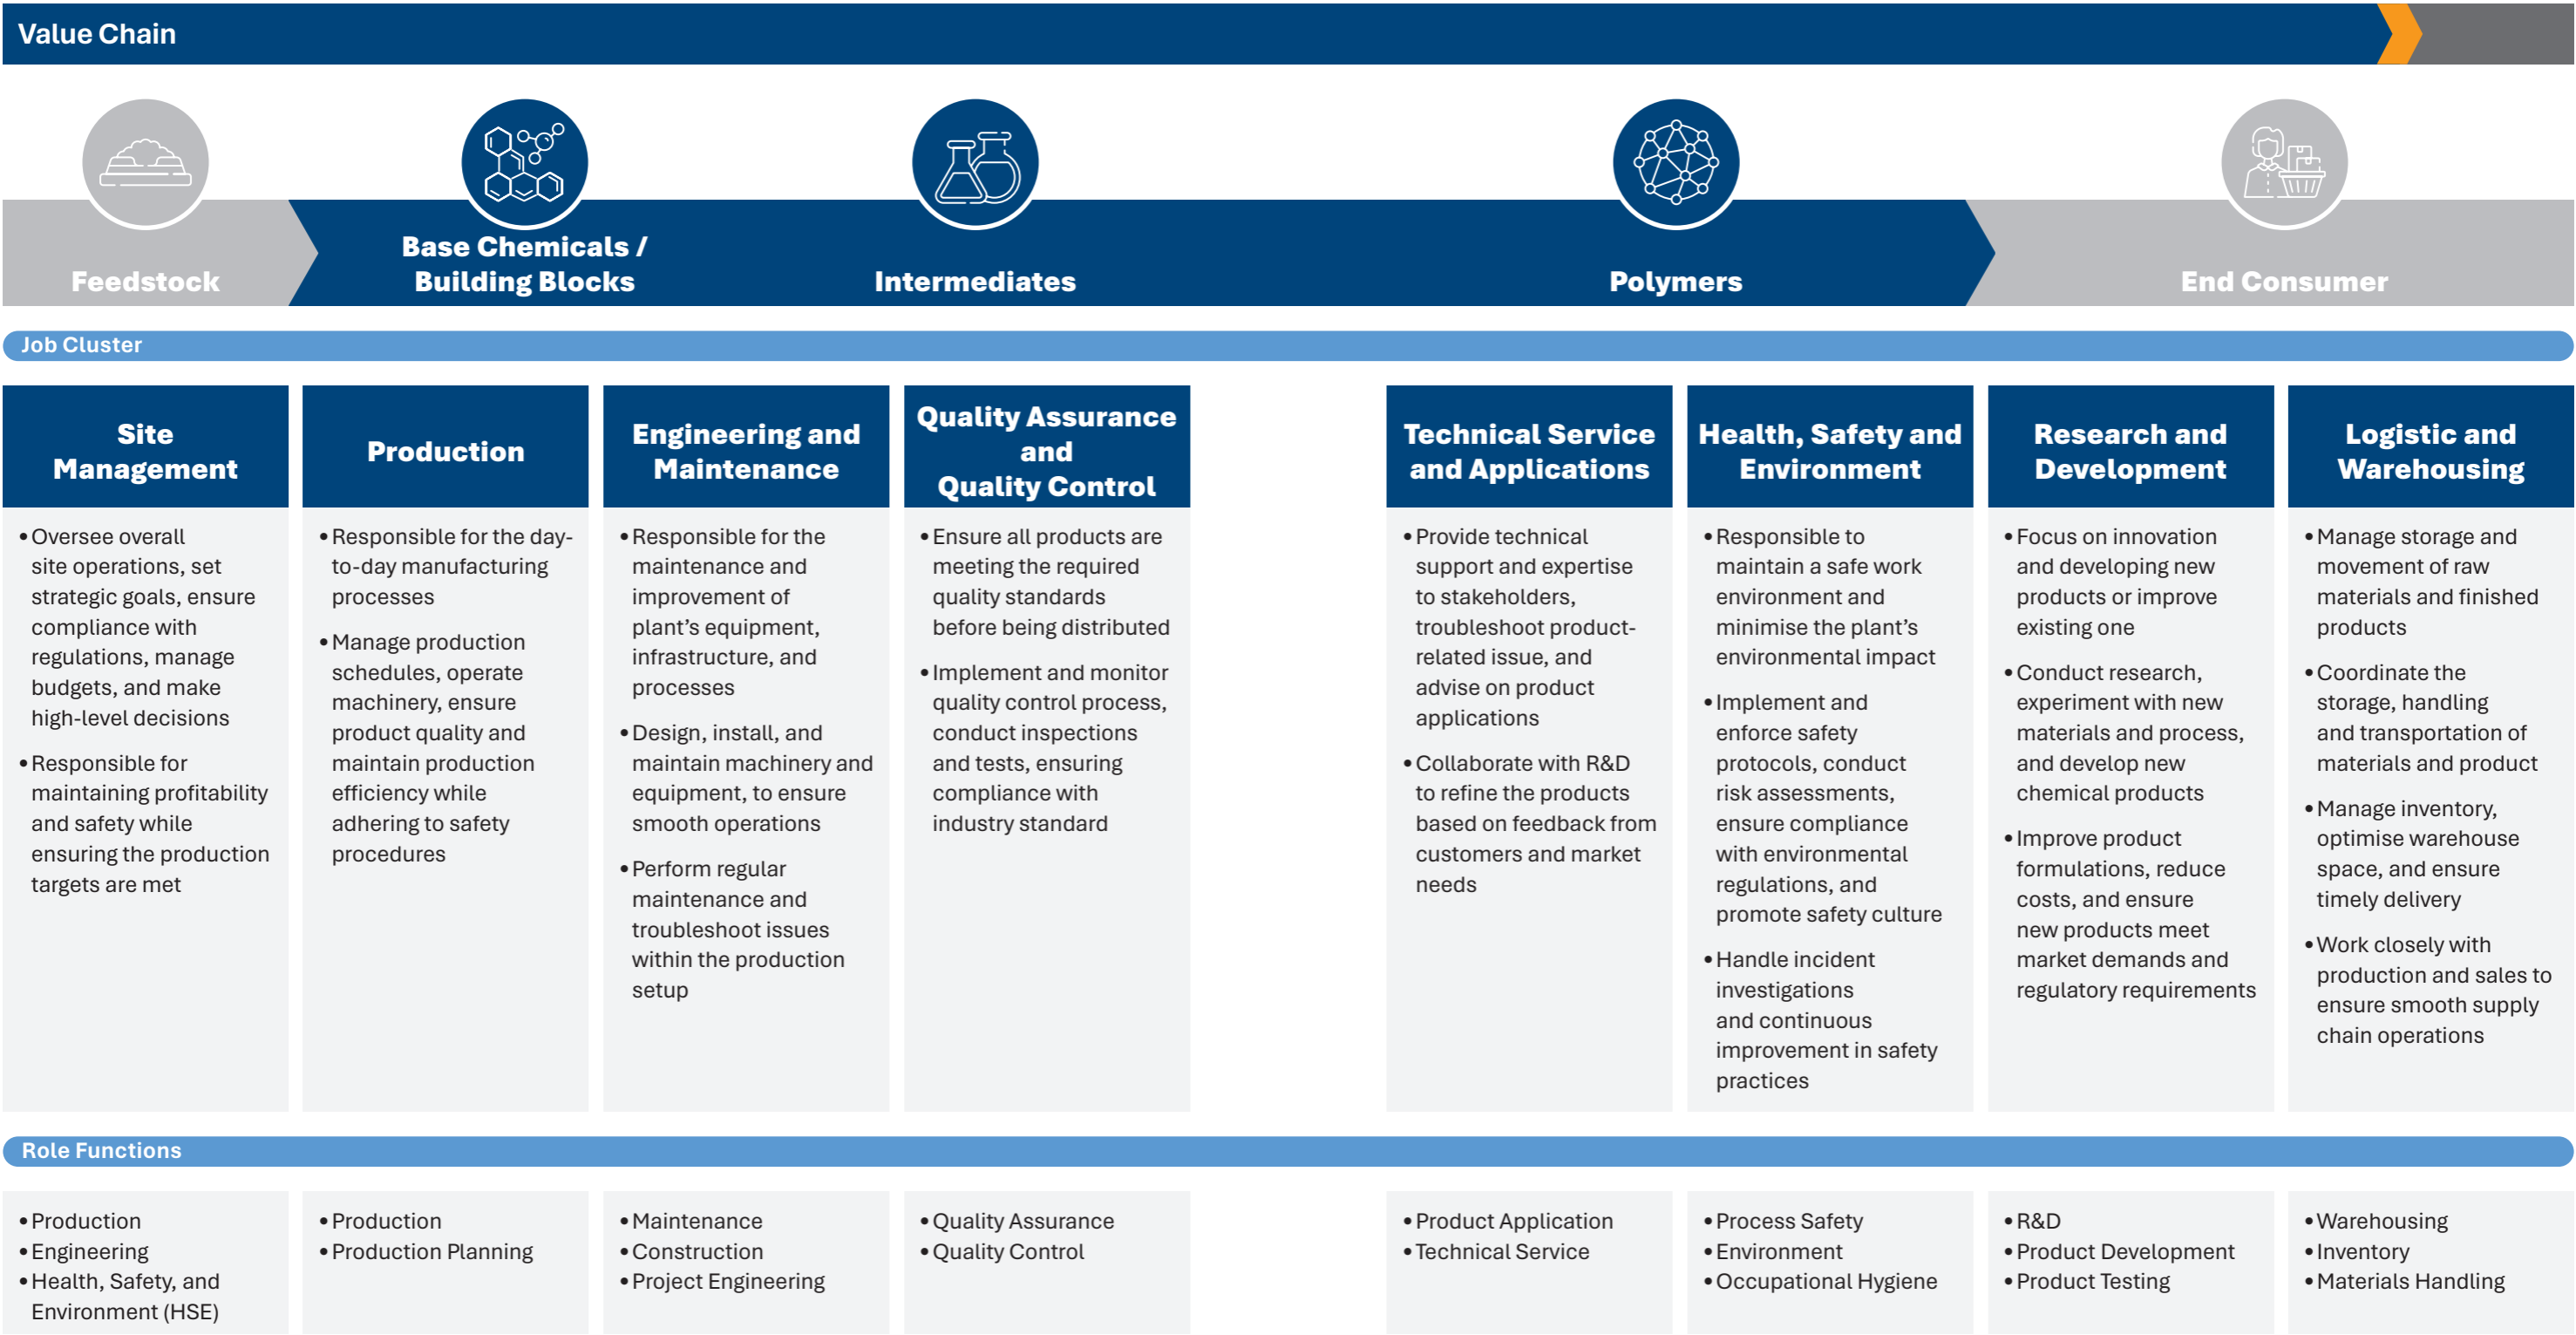 Value Chain
Feedstock
Base Chemicals /
Building Blocks
Intermediates
Polymers
End Consumer
Job Cluster
Site
Management
•Oversee overall
site operations, set
strategic goals, ensure
compliance with
regulations, manage
budgets, and make
high-level decisions
•Responsible for
maintaining profitability
and safety while
ensuring the production
targets are met
Production
•Responsible for the day-
to-day manufacturing
processes
•Manage production
schedules, operate
machinery, ensure
product quality and
maintain production
efficiency while
adhering to safety
procedures
Engineering and
Maintenance
•Responsible for the
maintenance and
improvement of
plant’s equipment,
infrastructure, and
processes
•Design, install, and
maintain machinery and
equipment, to ensure
smooth operations
•Perform regular
maintenance and
troubleshoot issues
within the production
setup
Quality Assurance
and
Quality Control
•Ensure all products are
meeting the required
quality standards
before being distributed
•Implement and monitor
quality control process,
conduct inspections
and tests, ensuring
compliance with
industry standard
Technical Service
and Applications
•Provide technical
support and expertise
to stakeholders,
troubleshoot product-
related issue, and
advise on product
applications
•Collaborate with R&D
to refine the products
based on feedback from
customers and market
needs
Health, Safety and
Environment
•Responsible to
maintain a safe work
environment and
minimise the plant’s
environmental impact
•Implement and
enforce safety
protocols, conduct
risk assessments,
ensure compliance
with environmental
regulations, and
promote safety culture
•Handle incident
investigations
and continuous
improvement in safety
practices
Research and
Development
•Focus on innovation
and developing new
products or improve
existing one
•Conduct research,
experiment with new
materials and process,
and develop new
chemical products
•Improve product
formulations, reduce
costs, and ensure
new products meet
market demands and
regulatory requirements
Logistic and
Warehousing
•Manage storage and
movement of raw
materials and finished
products
•Coordinate the
storage, handling
and transportation of
materials and product
•Manage inventory,
optimise warehouse
space, and ensure
timely delivery
•Work closely with
production and sales to
ensure smooth supply
chain operations
Role Functions
•Production
•Engineering
•Health, Safety, and
Environment (HSE)
•Production
•Production Planning
•Maintenance
•Construction
•Project Engineering
•Quality Assurance
•Quality Control
•Product Application
•Technical Service
•Process Safety
•Environment
•Occupational Hygiene
•R&D
•Product Development
•Product Testing
•Warehousing
•Inventory
•Materials Handling